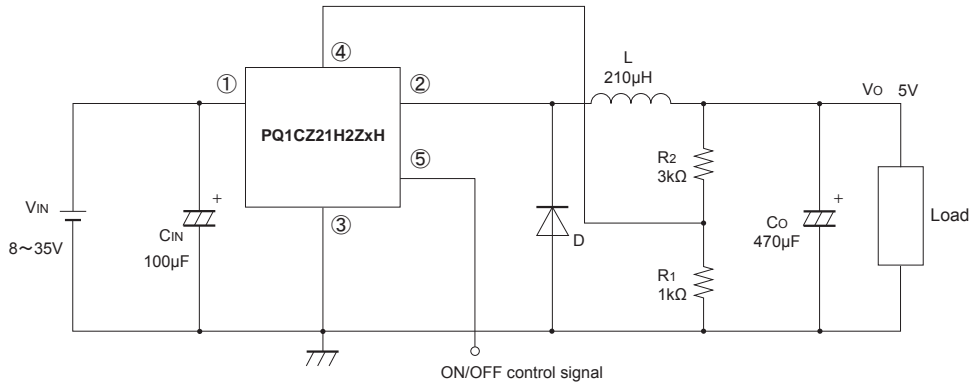 ④
L
210μH
①
②
VO 5V
PQ1CZ21H2ZxH
R2
3kΩ
⑤
+
+
VIN
CIN
100μF
8～35V
③
D
CO
470μF
Load
R1
1kΩ
ON/OFF control signal